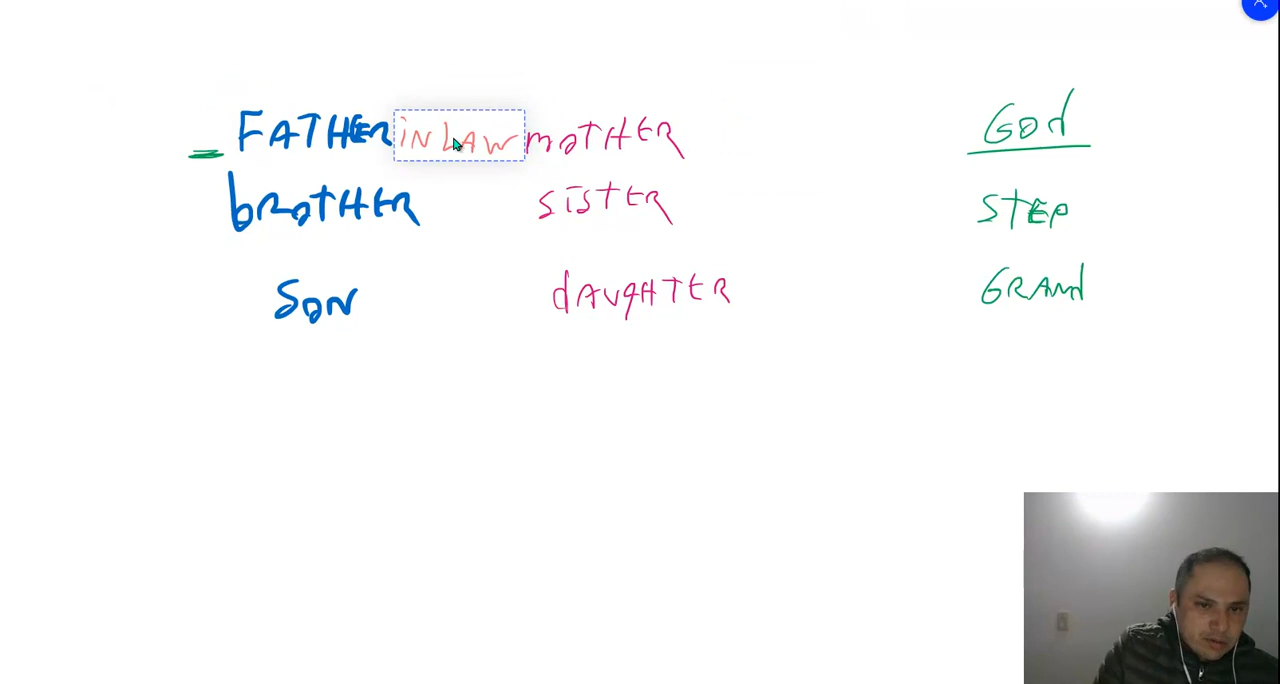 FATHER in LAW mOTHER God
bROTHER SiSTER STEP
SON dAUgHTER GRANd